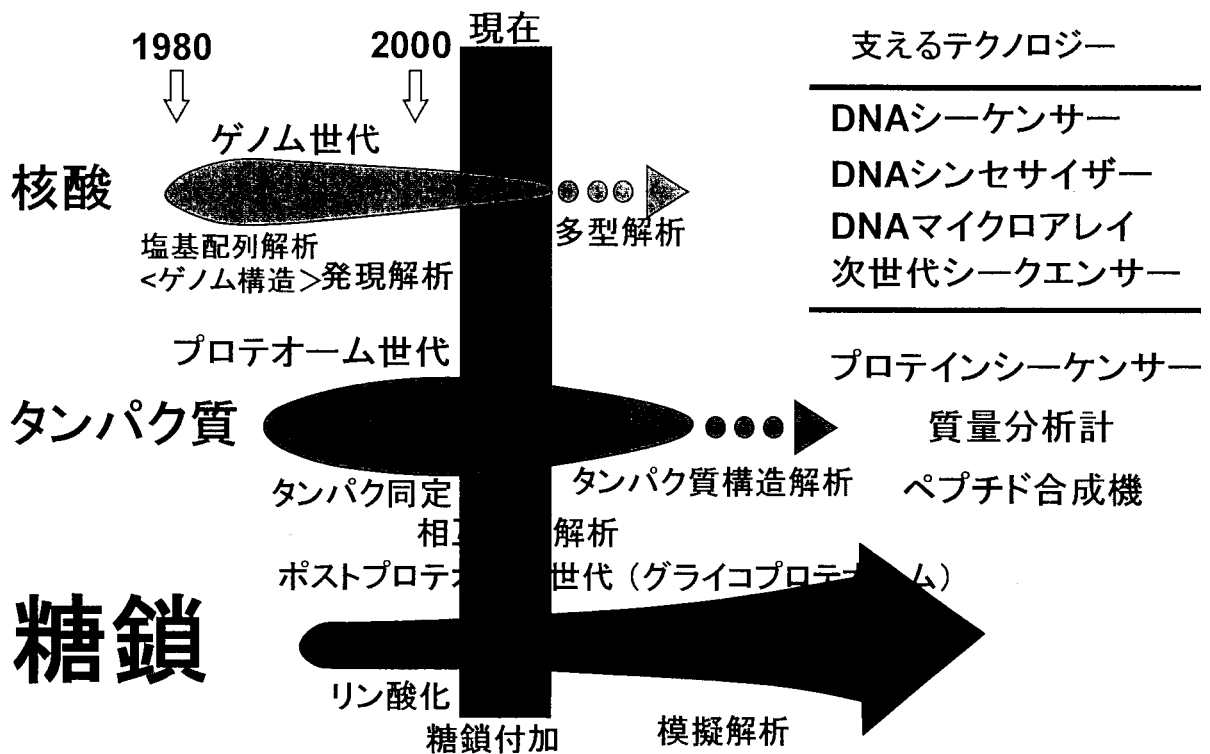 1980
2000
現在
支えるテクノロジー
ゲノム世代
DNAシーケンサー
核酸
DNAシンセサイザー
塩基配列解析
多型解析
DNAマイクロアレイ
<ゲノム構造>発現解析
次世代シークエンサー
プロテオーム世代
プロテインシーケンサー
タンパク質
質量分析計
タンパク同定
タンパク質構造解析
ペプチド合成機
相 解析
ポストプロテ 世代（グライコプロテ ム）
糖鎖
リン酸化
糖鎖付加
模擬解析